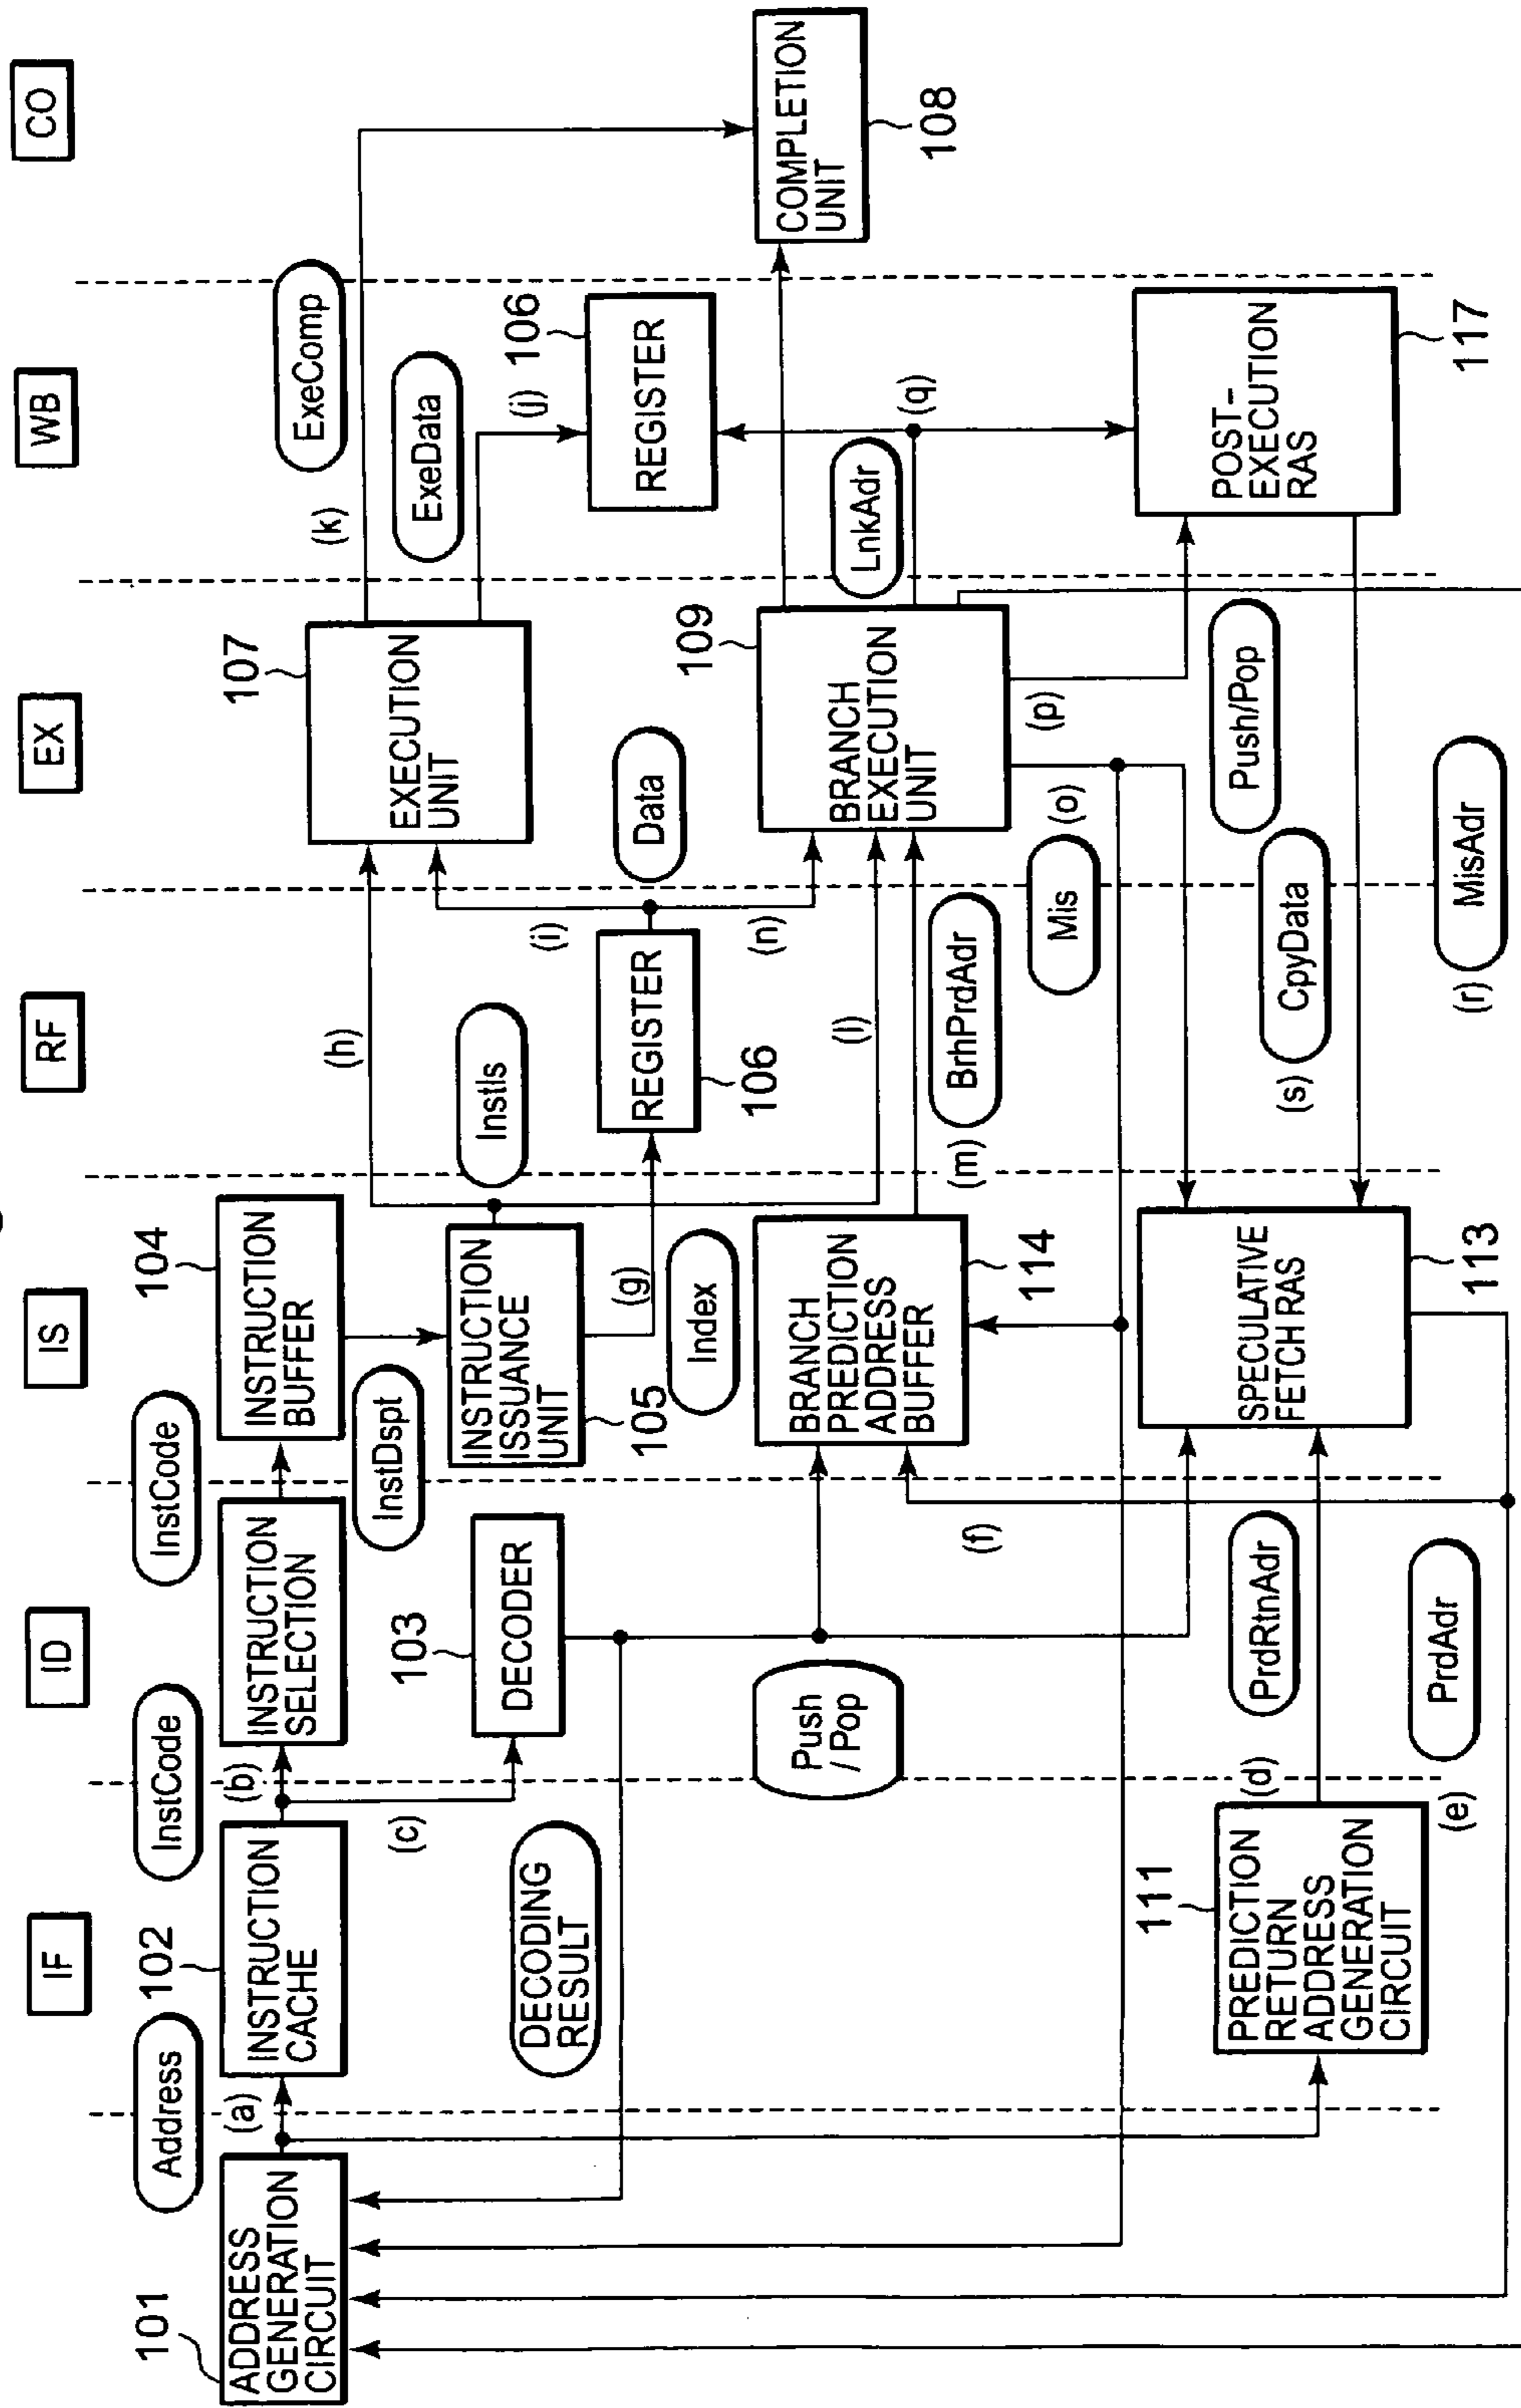 IF
ID
IS
RF
EX
WB
CO
101
ADDRESS
GENERATION
CIRCUIT
Address
(a)
102
INSTRUCTION
CACHE
InstCode
(b)
(c)
INSTRUCTION
SELECTION
InstCode
104
INSTRUCTION
BUFFER
InstDspt
103
DECODER
DECODING
RESULT
INSTRUCTION
ISSUANCE
UNIT
105
(g)
Index
InstIs
(h)
REGISTER
106
(i)
(n)
Data
107
EXECUTION
UNIT
(k)
ExeComp
ExeData
(j)
REGISTER
106
COMPLETION
UNIT
108
Push
/Pop
BRANCH
PREDICTION
ADDRESS
BUFFER
114
(f)
(l)
(m)
BrhPrdAdr
109
BRANCH
EXECUTION
UNIT
LnkAdr
(q)
Mis
(o)
(p)
Push/Pop
111
PREDICTION
RETURN
ADDRESS
GENERATION
CIRCUIT
(d)
PrdRtnAdr
(e)
PrdAdr
SPECULATIVE
FETCH RAS
113
(s)
CpyData
(r)
MisAdr
POST-
EXECUTION
RAS
117